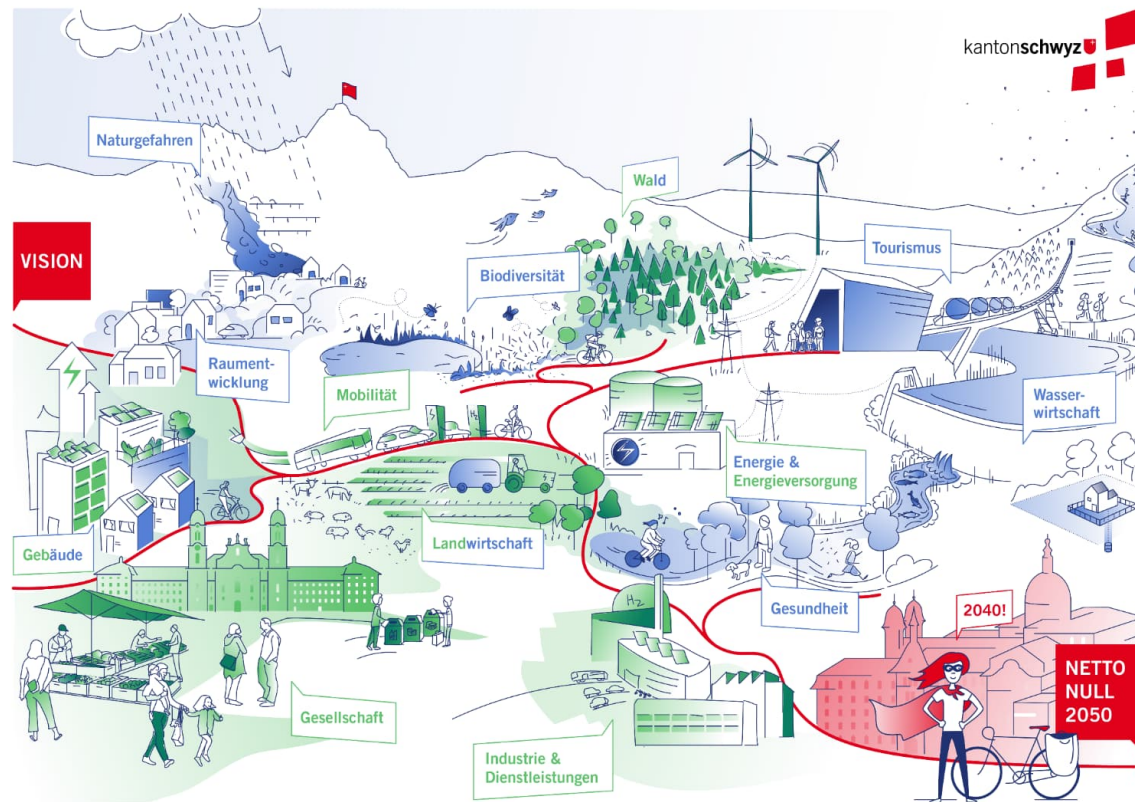 kantonschwyz
Naturgefahren
Wald
VISION
Biodiversität
Tourismus
Raument-
wicklung
Mobilität
Wasser-
wirtschaft
H₂
Energie &
Energieversorgung
Gebäude
Landwirtschaft
H₂
Gesundheit
2040!
NETTO
NULL
2050
Gesellschaft
Industrie &
Dienstleistungen